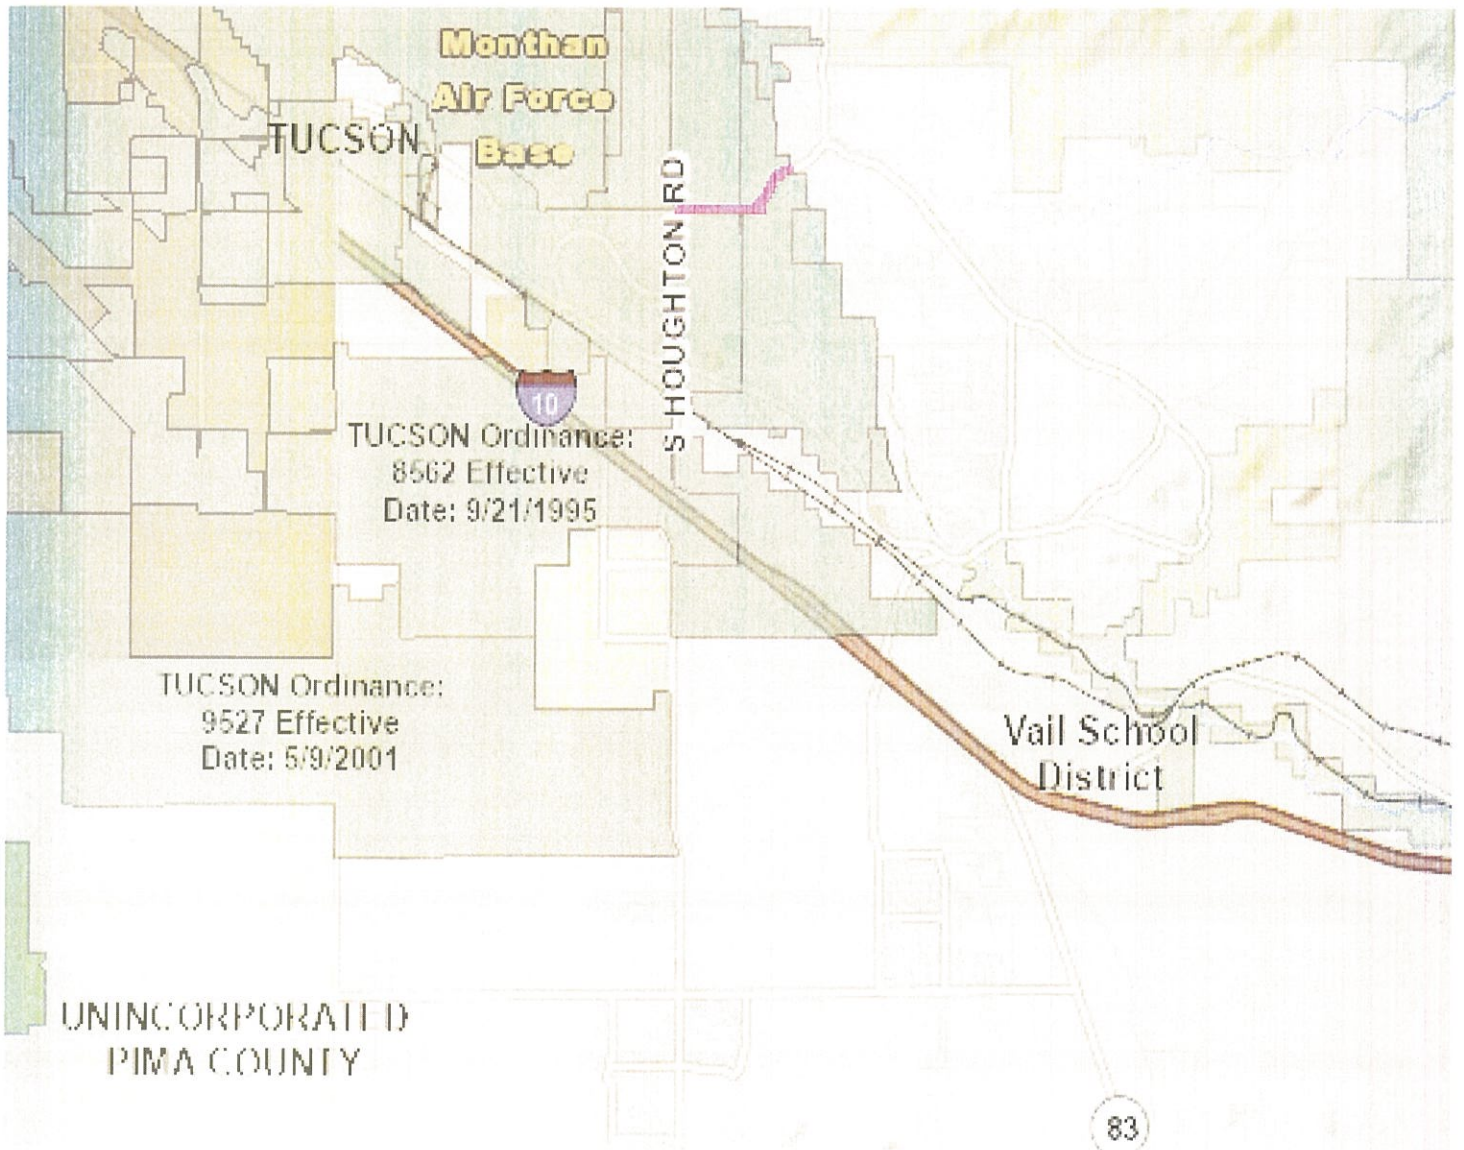 Monthan
Air Force
Base
TUCSON
S HOUGHTON RD
10
TUCSON Ordinance:
8562 Effective
Date: 9/21/1995
TUCSON Ordinance:
9527 Effective
Date: 5/9/2001
Vail School
District
UNINCORPORATED
PIMA COUNTY
83